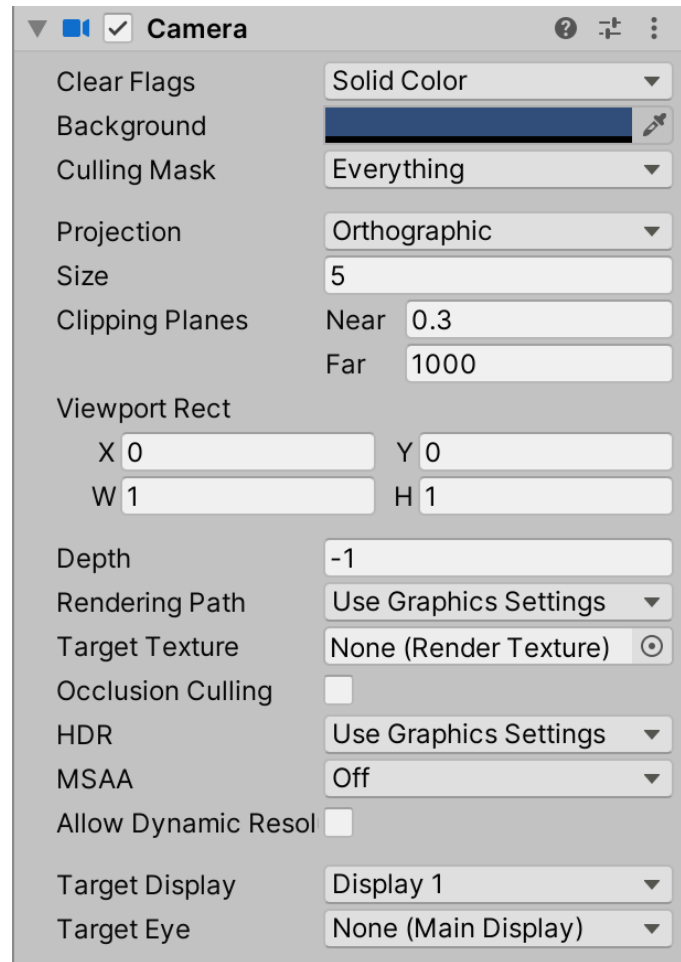 Camera
Clear Flags Solid Color
Background
Culling Mask Everything
Projection Orthographic
Size 5
Clipping Planes Near 0.3
Far 1000
Viewport Rect
X 0 Y 0
W 1 H 1
Depth -1
Rendering Path Use Graphics Settings
Target Texture None (Render Texture)
Occlusion Culling
HDR Use Graphics Settings
MSAA Off
Allow Dynamic Resol
Target Display Display 1
Target Eye None (Main Display)